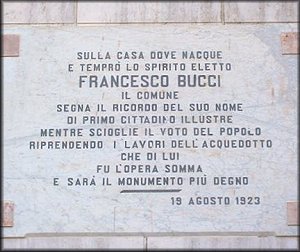 SULLA CASA DOVE NACQUE
E TEMPRÒ LO SPIRITO ELETTO
FRANCESCO BUCCI
IL COMUNE
SEGNA IL RICORDO DEL SUO NOME
DI PRIMO CITTADINO ILLUSTRE
MENTRE SCIOGLIE IL VOTO DEL POPOLO
RIPRENDENDO I LAVORI DELL'ACQUEDOTTO
CHE DI LUI
FU L'OPERA SOMMA
E SARÀ IL MONUMENTO PIÙ DEGNO
19 AGOSTO 1923